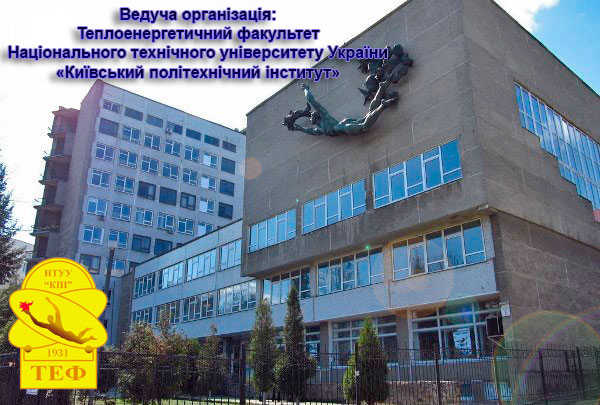 Ведуча організація:
Теплоенергетичний факультет
Національного технічного університету України
«Київський політехнічний інститут»
НТУУ
“КПІ”
1931
ТЕФ